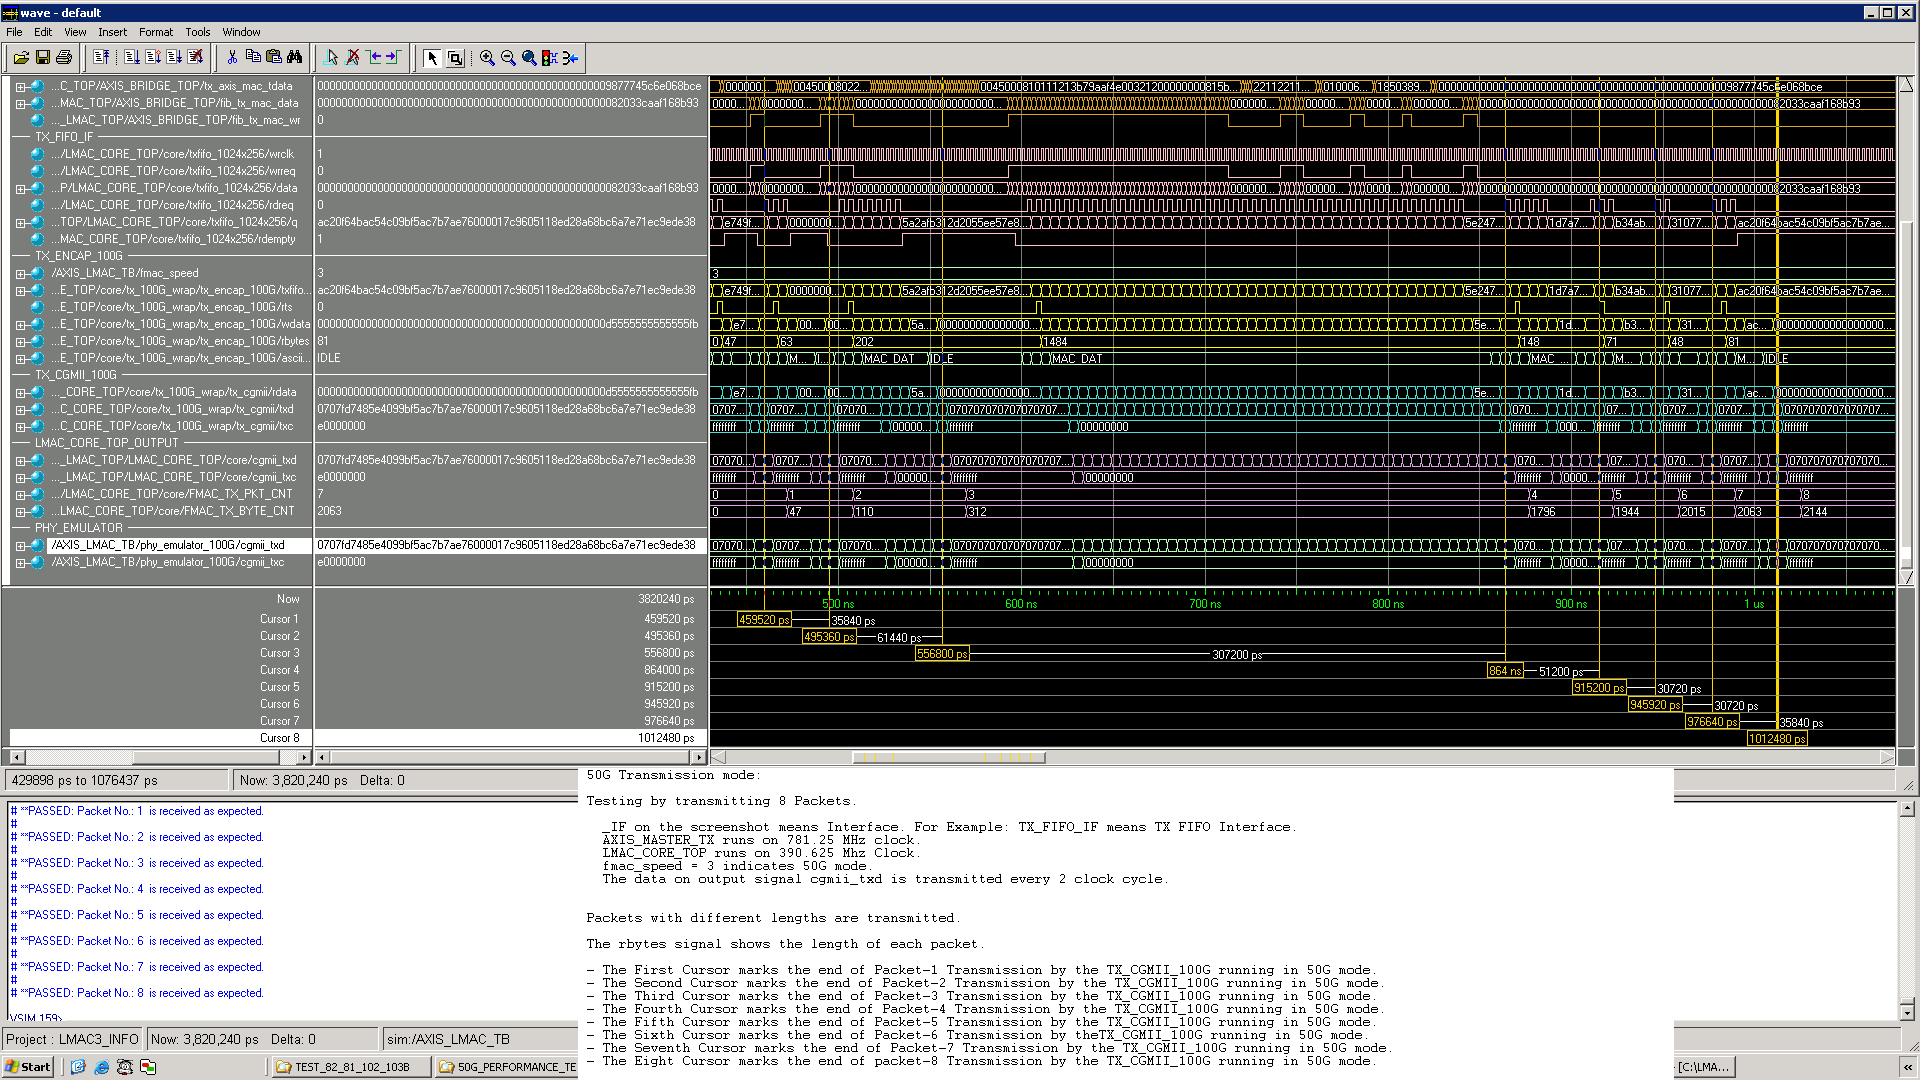 wave - default
File Edit View Insert Format Tools Window
...C_TOP/AXIS_BRIDGE_TOP/tx_axis_mac_tdata 0000000000000000000000000000000000000000000000009877745c6e068bce
...MAC_TOP/AXIS_BRIDGE_TOP/fib_tx_mac_data
..._LMAC_TOP/AXIS_BRIDGE_TOP/fib_tx_mac_wr 0
TX_FIFO_IF
.../LMAC_CORE_TOP/core/txfifo_1024x256/wrclk 1
.../LMAC_CORE_TOP/core/txfifo_1024x256/wrreq 0
...P/LMAC_CORE_TOP/core/txfifo_1024x256/data
.../LMAC_CORE_TOP/core/txfifo_1024x256/rdreq 0
...TOP/LMAC_CORE_TOP/core/txfifo_1024x256/q ac20f64bac54c09bf5ac7b7ae76000017c9605118ed28a68bc6a7e71ec9ede38
...MAC_CORE_TOP/core/txfifo_1024x256/rdempty 1
TX_ENCAP_100G
/AXIS_LMAC_TB/fmac_speed 3 3
...E_TOP/core/tx_100G_wrap/tx_encap_100G/txfifo... ac20f64bac54c09bf5ac7b7ae76000017c9605118ed28a68bc6a7e71ec9ede38
...E_TOP/core/tx_100G_wrap/tx_encap_100G/rts 0
...E_TOP/core/tx_100G_wrap/tx_encap_100G/wdata
...E_TOP/core/tx_100G_wrap/tx_encap_100G/rbytes 81 0 47 63 202 1484 148 71 48 81
...E_TOP/core/tx_100G_wrap/tx_encap_100G/ascii... IDLE M... I... MAC_DAT IDLE MAC_DAT MAC_... M... M... IDLE
TX_CGMII_100G
..._CORE_TOP/core/tx_100G_wrap/tx_cgmii/rdata
...C_CORE_TOP/core/tx_100G_wrap/tx_cgmii/txd 0707fd7485e4099bf5ac7b7ae76000017c9605118ed28a68bc6a7e71ec9ede38
...C_CORE_TOP/core/tx_100G_wrap/tx_cgmii/txc e0000000
LMAC_CORE_TOP_OUTPUT
..._LMAC_TOP/LMAC_CORE_TOP/core/cgmii_txd 0707fd7485e4099bf5ac7b7ae76000017c9605118ed28a68bc6a7e71ec9ede38
..._LMAC_TOP/LMAC_CORE_TOP/core/cgmii_txc e0000000
.../LMAC_CORE_TOP/core/FMAC_TX_PKT_CNT 7 0 1 2 3 4 5 6 7 8
...LMAC_CORE_TOP/core/FMAC_TX_BYTE_CNT 2063 0 47 110 312 1796 1944 2015 2063 2144
PHY_EMULATOR
/AXIS_LMAC_TB/phy_emulator_100G/cgmii_txd 0707fd7485e4099bf5ac7b7ae76000017c9605118ed28a68bc6a7e71ec9ede38
/AXIS_LMAC_TB/phy_emulator_100G/cgmii_txc e0000000
Now 3820240 ps 500 ns 600 ns 700 ns 800 ns 900 ns 1 us
Cursor 1 459520 ps 459520 ps 35840 ps
Cursor 2 495360 ps 495360 ps 61440 ps
Cursor 3 556800 ps 556800 ps 307200 ps
Cursor 4 864000 ps 864 ns 51200 ps
Cursor 5 915200 ps 915200 ps 30720 ps
Cursor 6 945920 ps 945920 ps 30720 ps
Cursor 7 976640 ps 976640 ps 35840 ps
Cursor 8 1012480 ps 1012480 ps
429898 ps to 1076437 ps Now: 3,820,240 ps Delta: 0
# **PASSED: Packet No.: 1 is received as expected.
#
# **PASSED: Packet No.: 2 is received as expected.
#
# **PASSED: Packet No.: 3 is received as expected.
#
# **PASSED: Packet No.: 4 is received as expected.
#
# **PASSED: Packet No.: 5 is received as expected.
#
# **PASSED: Packet No.: 6 is received as expected.
#
# **PASSED: Packet No.: 7 is received as expected.
#
# **PASSED: Packet No.: 8 is received as expected.
VSIM 159>
50G Transmission mode:
Testing by transmitting 8 Packets.
_IF on the screenshot means Interface. For Example: TX_FIFO_IF means TX FIFO Interface.
AXIS_MASTER_TX runs on 781.25 MHz clock.
LMAC_CORE_TOP runs on 390.625 Mhz Clock.
fmac_speed = 3 indicates 50G mode.
The data on output signal cgmii_txd is transmitted every 2 clock cycle.
Packets with different lengths are transmitted.
The rbytes signal shows the length of each packet.
- The First Cursor marks the end of Packet-1 Transmission by the TX_CGMII_100G running in 50G mode.
- The Second Cursor marks the end of Packet-2 Transmission by the TX_CGMII_100G running in 50G mode.
- The Third Cursor marks the end of Packet-3 Transmission by the TX_CGMII_100G running in 50G mode.
- The Fourth Cursor marks the end of Packet-4 Transmission by the TX_CGMII_100G running in 50G mode.
- The Fifth Cursor marks the end of Packet-5 Transmission by the TX_CGMII_100G running in 50G mode.
- The Sixth Cursor marks the end of Packet-6 Transmission by theTX_CGMII_100G running in 50G mode.
- The Seventh Cursor marks the end of Packet-7 Transmission by the TX_CGMII_100G running in 50G mode.
- The Eight Cursor marks the end of packet-8 Transmission by the TX_CGMII_100G running in 50G mode.
Project : LMAC3_INFO Now: 3,820,240 ps Delta: 0 sim:/AXIS_LMAC_TB
Start TEST_82_81_102_103B 50G_PERFORMANCE_TE - [C:\LMA...